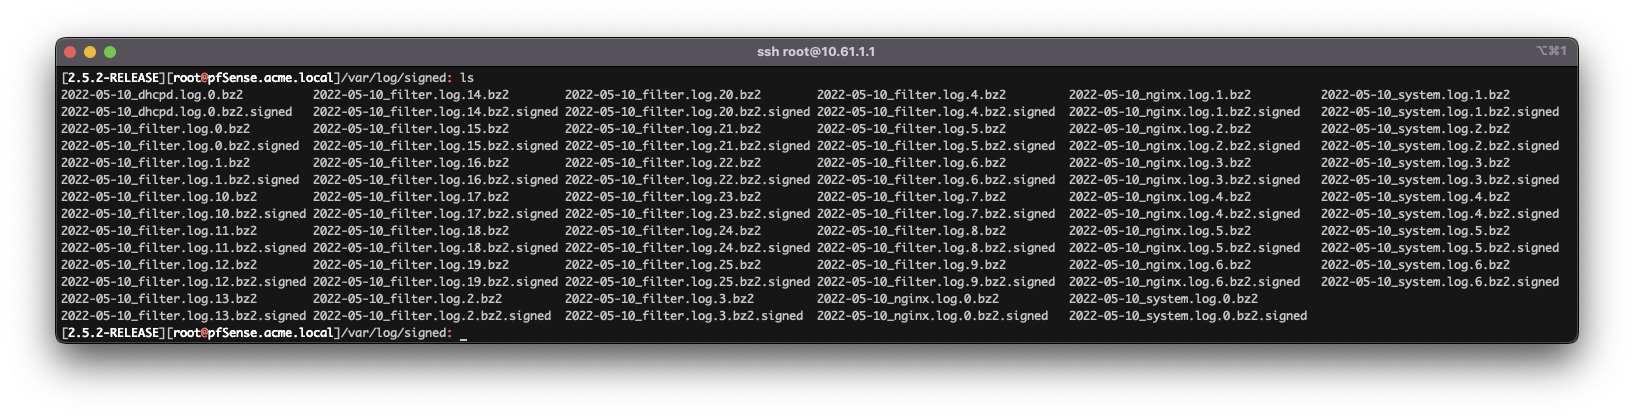 ssh root@10.61.1.1
⌥⌘1
[2.5.2-RELEASE][root@pfSense.acme.local]/var/log/signed: ls
2022-05-10_dhcpd.log.0.bz2 2022-05-10_filter.log.14.bz2 2022-05-10_filter.log.20.bz2 2022-05-10_filter.log.4.bz2 2022-05-10_nginx.log.1.bz2 2022-05-10_system.log.1.bz2
2022-05-10_dhcpd.log.0.bz2.signed 2022-05-10_filter.log.14.bz2.signed 2022-05-10_filter.log.20.bz2.signed 2022-05-10_filter.log.4.bz2.signed 2022-05-10_nginx.log.1.bz2.signed 2022-05-10_system.log.1.bz2.signed
2022-05-10_filter.log.0.bz2 2022-05-10_filter.log.15.bz2 2022-05-10_filter.log.21.bz2 2022-05-10_filter.log.5.bz2 2022-05-10_nginx.log.2.bz2 2022-05-10_system.log.2.bz2
2022-05-10_filter.log.0.bz2.signed 2022-05-10_filter.log.15.bz2.signed 2022-05-10_filter.log.21.bz2.signed 2022-05-10_filter.log.5.bz2.signed 2022-05-10_nginx.log.2.bz2.signed 2022-05-10_system.log.2.bz2.signed
2022-05-10_filter.log.1.bz2 2022-05-10_filter.log.16.bz2 2022-05-10_filter.log.22.bz2 2022-05-10_filter.log.6.bz2 2022-05-10_nginx.log.3.bz2 2022-05-10_system.log.3.bz2
2022-05-10_filter.log.1.bz2.signed 2022-05-10_filter.log.16.bz2.signed 2022-05-10_filter.log.22.bz2.signed 2022-05-10_filter.log.6.bz2.signed 2022-05-10_nginx.log.3.bz2.signed 2022-05-10_system.log.3.bz2.signed
2022-05-10_filter.log.10.bz2 2022-05-10_filter.log.17.bz2 2022-05-10_filter.log.23.bz2 2022-05-10_filter.log.7.bz2 2022-05-10_nginx.log.4.bz2 2022-05-10_system.log.4.bz2
2022-05-10_filter.log.10.bz2.signed 2022-05-10_filter.log.17.bz2.signed 2022-05-10_filter.log.23.bz2.signed 2022-05-10_filter.log.7.bz2.signed 2022-05-10_nginx.log.4.bz2.signed 2022-05-10_system.log.4.bz2.signed
2022-05-10_filter.log.11.bz2 2022-05-10_filter.log.18.bz2 2022-05-10_filter.log.24.bz2 2022-05-10_filter.log.8.bz2 2022-05-10_nginx.log.5.bz2 2022-05-10_system.log.5.bz2
2022-05-10_filter.log.11.bz2.signed 2022-05-10_filter.log.18.bz2.signed 2022-05-10_filter.log.24.bz2.signed 2022-05-10_filter.log.8.bz2.signed 2022-05-10_nginx.log.5.bz2.signed 2022-05-10_system.log.5.bz2.signed
2022-05-10_filter.log.12.bz2 2022-05-10_filter.log.19.bz2 2022-05-10_filter.log.25.bz2 2022-05-10_filter.log.9.bz2 2022-05-10_nginx.log.6.bz2 2022-05-10_system.log.6.bz2
2022-05-10_filter.log.12.bz2.signed 2022-05-10_filter.log.19.bz2.signed 2022-05-10_filter.log.25.bz2.signed 2022-05-10_filter.log.9.bz2.signed 2022-05-10_nginx.log.6.bz2.signed 2022-05-10_system.log.6.bz2.signed
2022-05-10_filter.log.13.bz2 2022-05-10_filter.log.2.bz2 2022-05-10_filter.log.3.bz2 2022-05-10_nginx.log.0.bz2 2022-05-10_system.log.0.bz2
2022-05-10_filter.log.13.bz2.signed 2022-05-10_filter.log.2.bz2.signed 2022-05-10_filter.log.3.bz2.signed 2022-05-10_nginx.log.0.bz2.signed 2022-05-10_system.log.0.bz2.signed
[2.5.2-RELEASE][root@pfSense.acme.local]/var/log/signed: